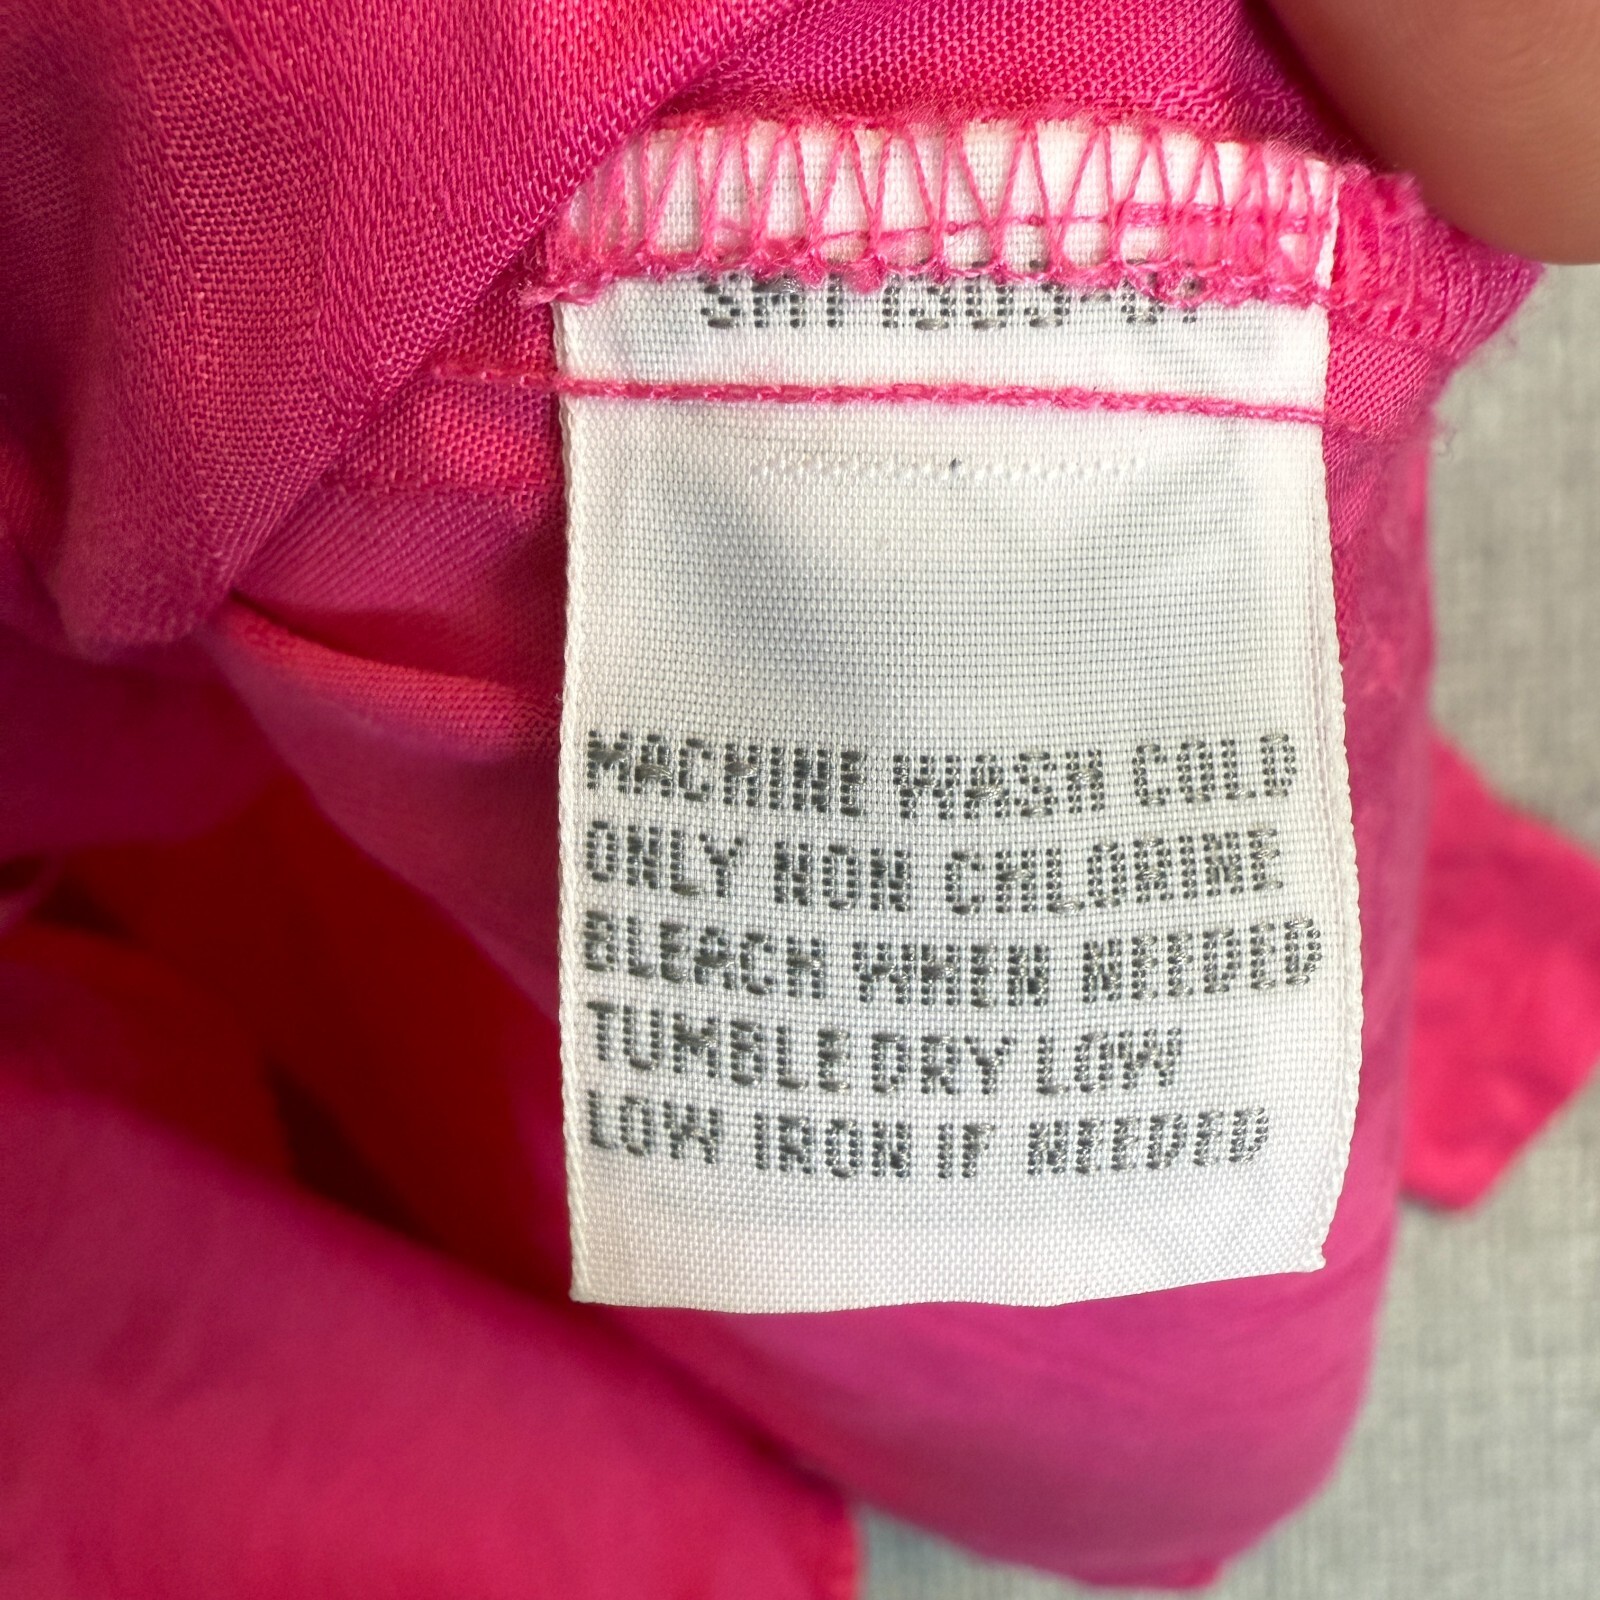 MACHINE WASH COLD
ONLY NON CHLORINE
BLEACH WHEN NEEDED
TUMBLE DRY LOW
LOW IRON IF NEEDED